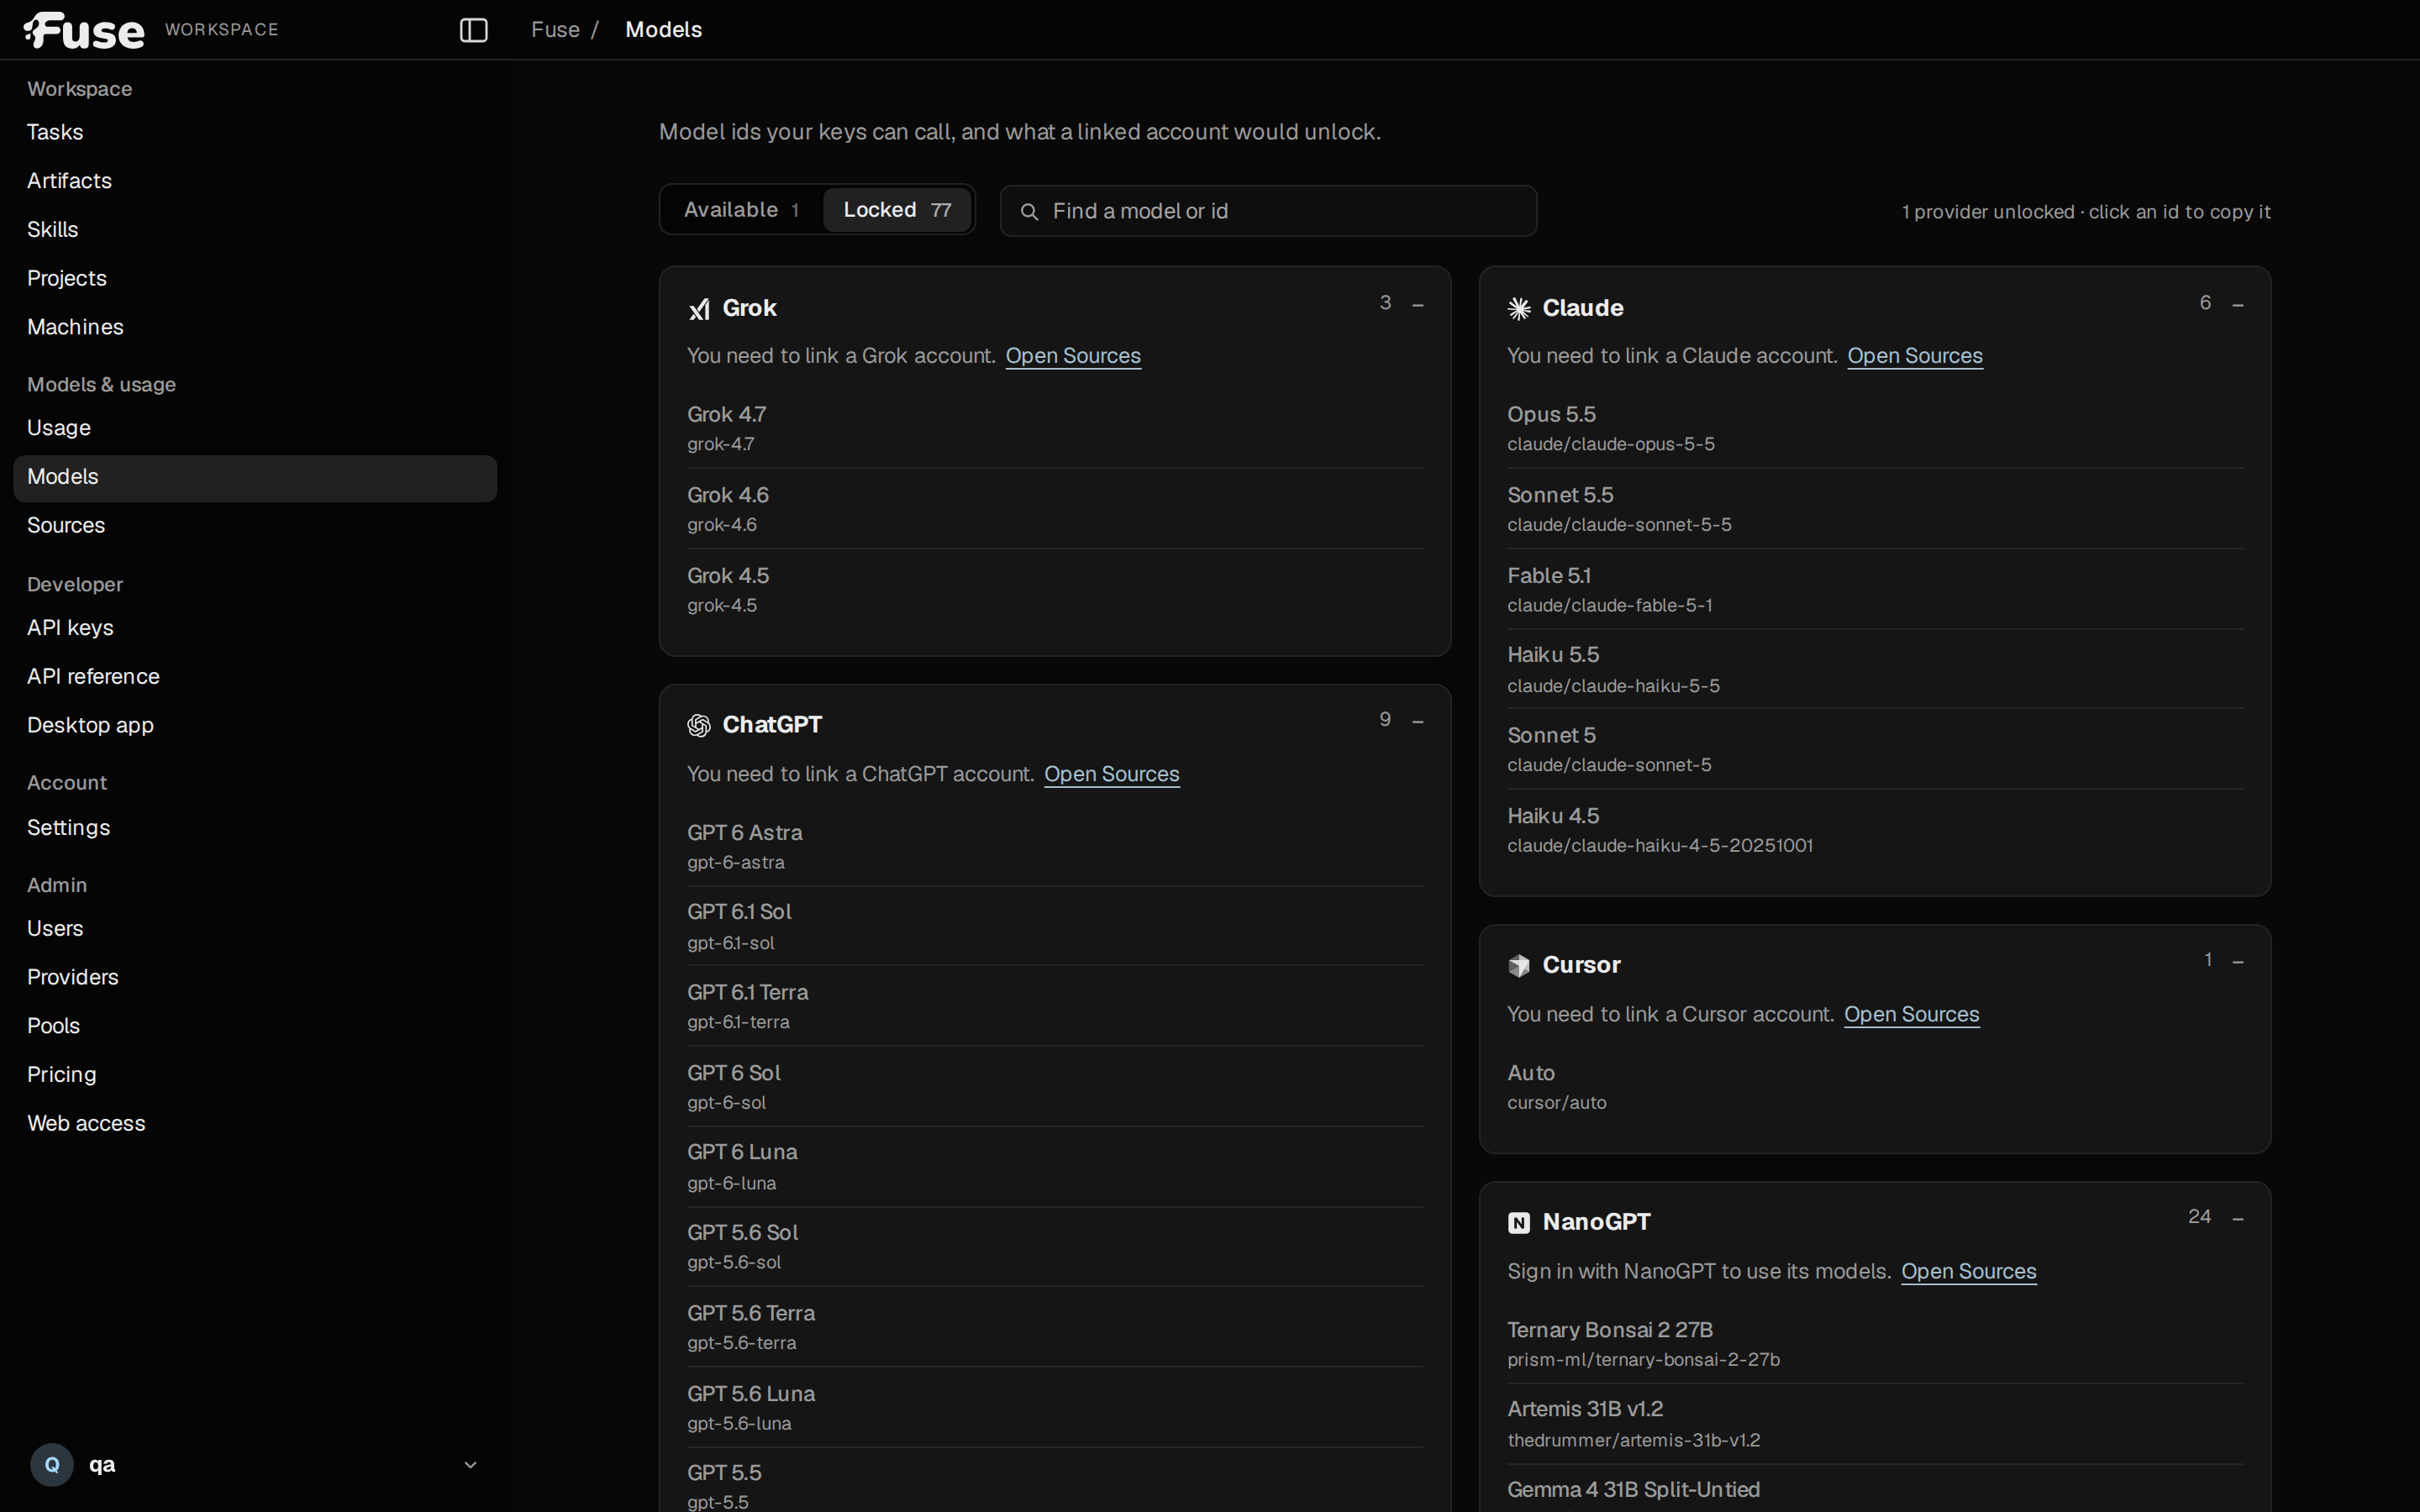 Fuse WORKSPACE
Fuse / Models
Workspace
Tasks
Artifacts
Skills
Projects
Machines
Models & usage
Usage
Models
Sources
Developer
API keys
API reference
Desktop app
Account
Settings
Admin
Users
Providers
Pools
Pricing
Web access
Q qa
Model ids your keys can call, and what a linked account would unlock.
Available 1 Locked 77
Find a model or id
1 provider unlocked · click an id to copy it
Grok 3 –
You need to link a Grok account. Open Sources
Grok 4.7
grok-4.7
Grok 4.6
grok-4.6
Grok 4.5
grok-4.5
ChatGPT 9 –
You need to link a ChatGPT account. Open Sources
GPT 6 Astra
gpt-6-astra
GPT 6.1 Sol
gpt-6.1-sol
GPT 6.1 Terra
gpt-6.1-terra
GPT 6 Sol
gpt-6-sol
GPT 6 Luna
gpt-6-luna
GPT 5.6 Sol
gpt-5.6-sol
GPT 5.6 Terra
gpt-5.6-terra
GPT 5.6 Luna
gpt-5.6-luna
GPT 5.5
gpt-5.5
Claude 6 –
You need to link a Claude account. Open Sources
Opus 5.5
claude/claude-opus-5-5
Sonnet 5.5
claude/claude-sonnet-5-5
Fable 5.1
claude/claude-fable-5-1
Haiku 5.5
claude/claude-haiku-5-5
Sonnet 5
claude/claude-sonnet-5
Haiku 4.5
claude/claude-haiku-4-5-20251001
Cursor 1 –
You need to link a Cursor account. Open Sources
Auto
cursor/auto
N NanoGPT 24 –
Sign in with NanoGPT to use its models. Open Sources
Ternary Bonsai 2 27B
prism-ml/ternary-bonsai-2-27b
Artemis 31B v1.2
thedrummer/artemis-31b-v1.2
Gemma 4 31B Split-Untied